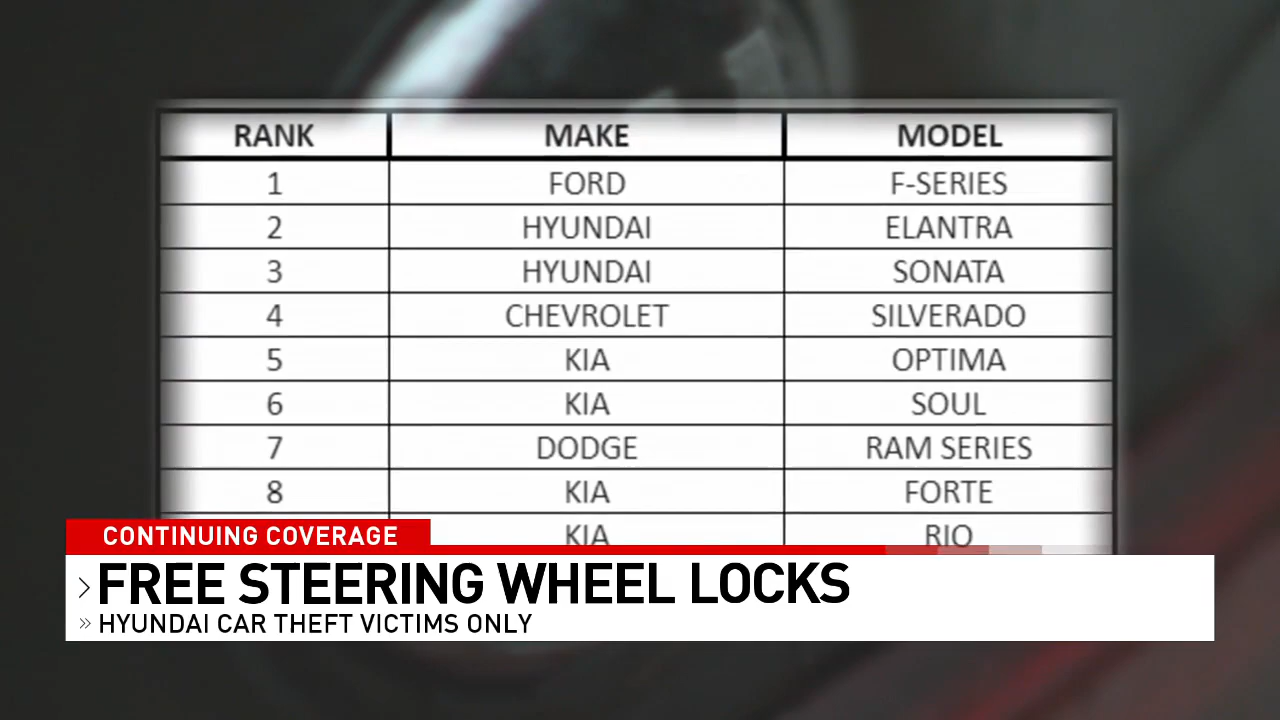 RANK MAKE MODEL
1 FORD F-SERIES
2 HYUNDAI ELANTRA
3 HYUNDAI SONATA
4 CHEVROLET SILVERADO
5 KIA OPTIMA
6 KIA SOUL
7 DODGE RAM SERIES
8 KIA FORTE
KIA RIO
CONTINUING COVERAGE
FREE STEERING WHEEL LOCKS
HYUNDAI CAR THEFT VICTIMS ONLY